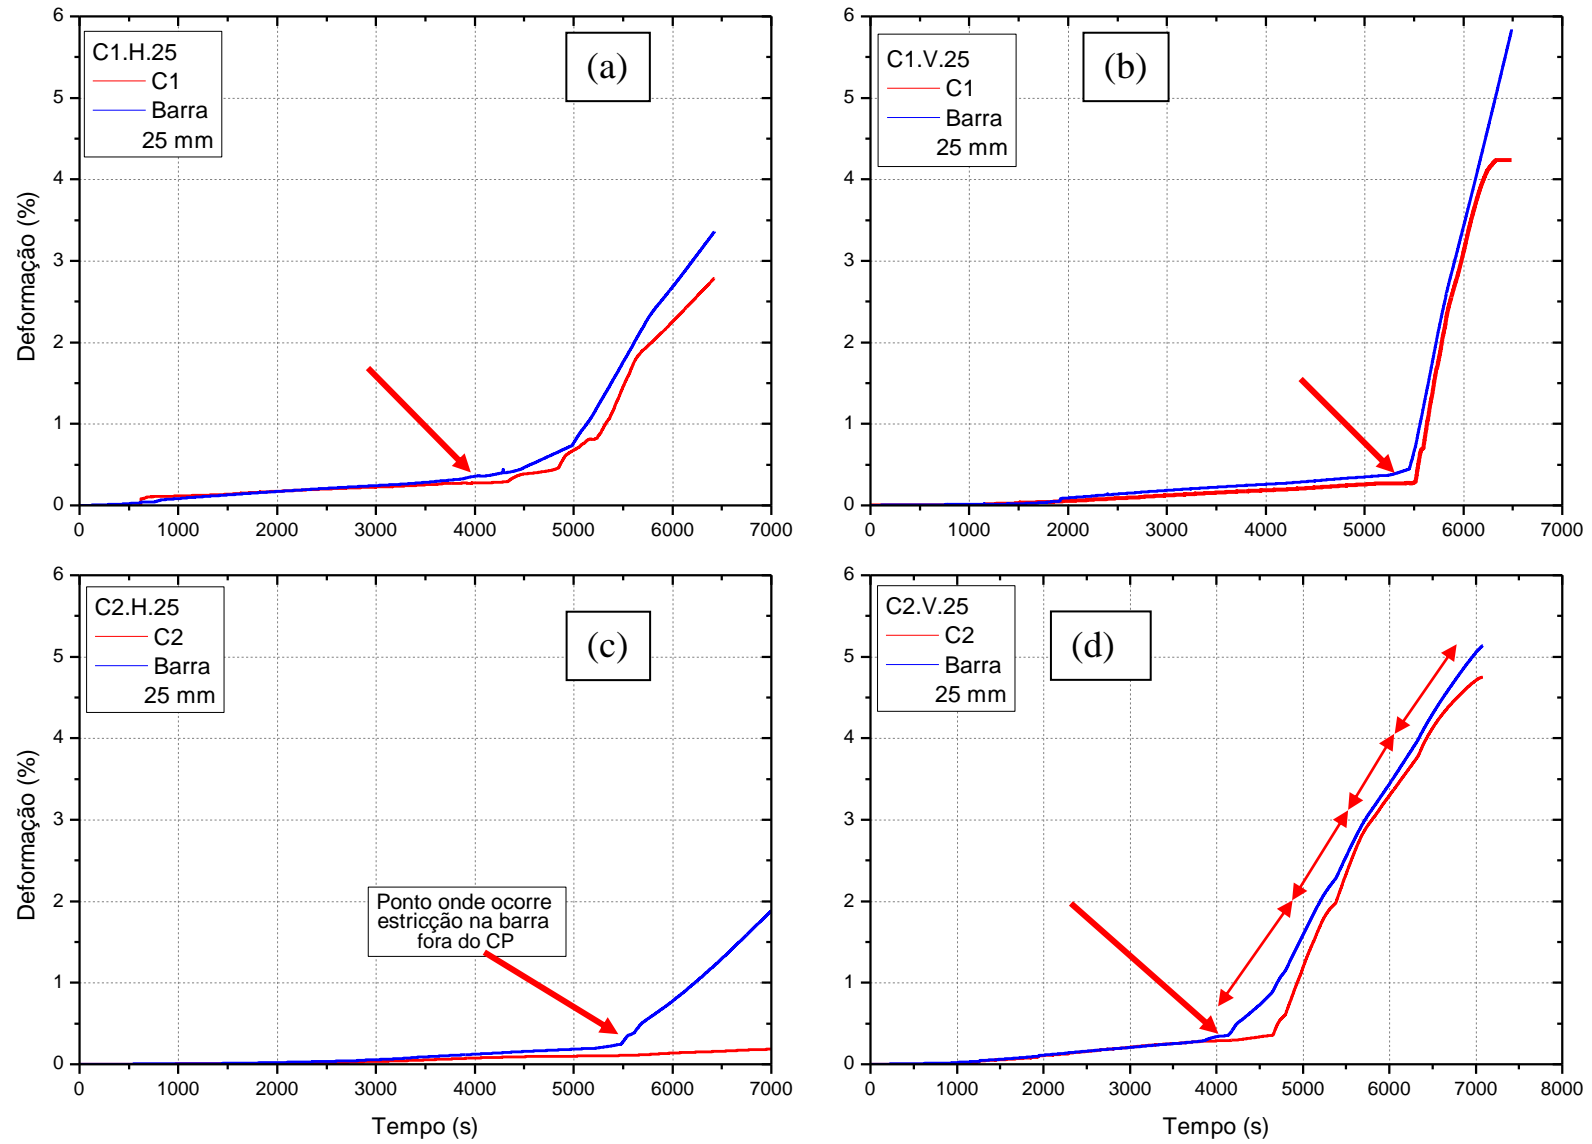 C1.H.25
C1
Barra
25 mm
(a)
6
5
4
3
2
1
0
Deformação (%)
0 1000 2000 3000 4000 5000 6000 7000
C1.V.25
C1
Barra
25 mm
(b)
6
5
4
3
2
1
0
0 1000 2000 3000 4000 5000 6000 7000
C2.H.25
C2
Barra
25 mm
(c)
6
5
4
3
2
1
0
Deformação (%)
Ponto onde ocorre
estricção na barra
fora do CP
0 1000 2000 3000 4000 5000 6000 7000
Tempo (s)
C2.V.25
C2
Barra
25 mm
(d)
6
5
4
3
2
1
0
0 1000 2000 3000 4000 5000 6000 7000 8000
Tempo (s)